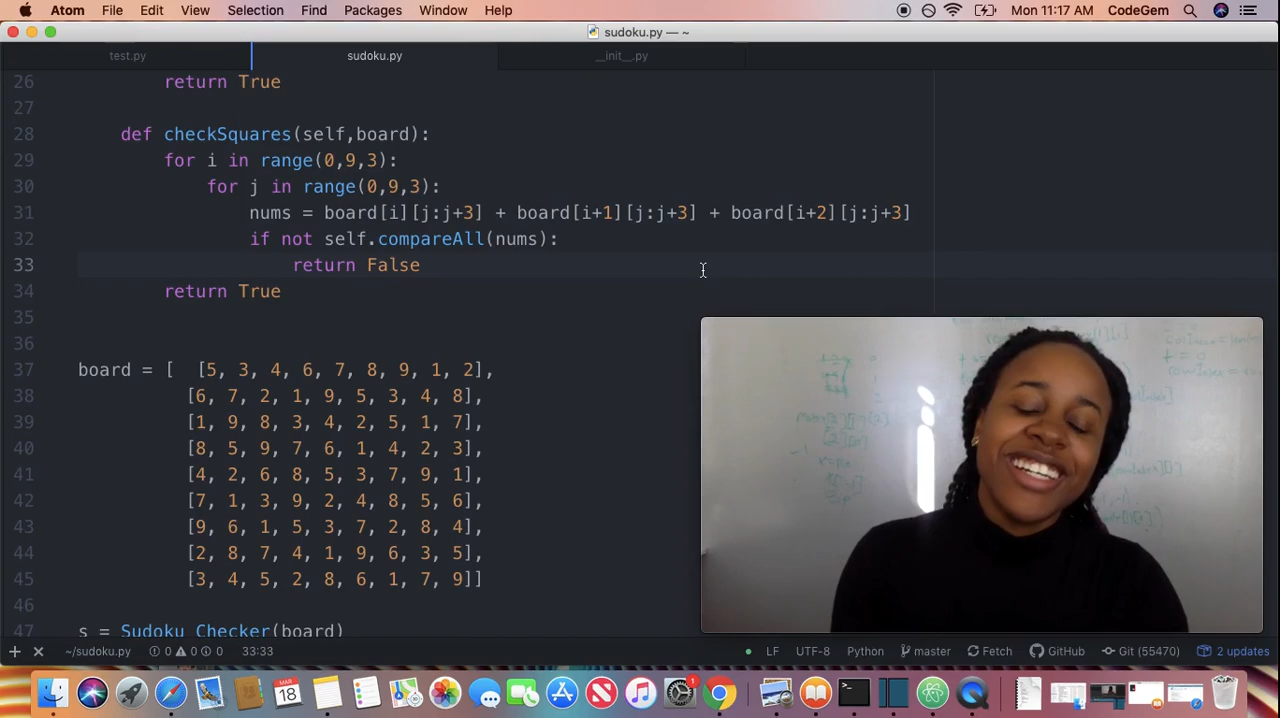 Atom File Edit View Selection Find Packages Window Help Mon 11:17 AM CodeGem
sudoku.py — ~
test.py sudoku.py __init__.py
26 return True
27
28 def checkSquares(self,board):
29 for i in range(0,9,3):
30 for j in range(0,9,3):
31 nums = board[i][j:j+3] + board[i+1][j:j+3] + board[i+2][j:j+3]
32 if not self.compareAll(nums):
33 return False
34 return True
35
36
37 board = [ [5, 3, 4, 6, 7, 8, 9, 1, 2],
38 [6, 7, 2, 1, 9, 5, 3, 4, 8],
39 [1, 9, 8, 3, 4, 2, 5, 1, 7],
40 [8, 5, 9, 7, 6, 1, 4, 2, 3],
41 [4, 2, 6, 8, 5, 3, 7, 9, 1],
42 [7, 1, 3, 9, 2, 4, 8, 5, 6],
43 [9, 6, 1, 5, 3, 7, 2, 8, 4],
44 [2, 8, 7, 4, 1, 9, 6, 3, 5],
45 [3, 4, 5, 2, 8, 6, 1, 7, 9]]
46
47 s = Sudoku_Checker(board)
+ × ~/sudoku.py 0 0 0 33:33 LF UTF-8 Python master Fetch GitHub Git (55470) 2 updates
MAR
18
1